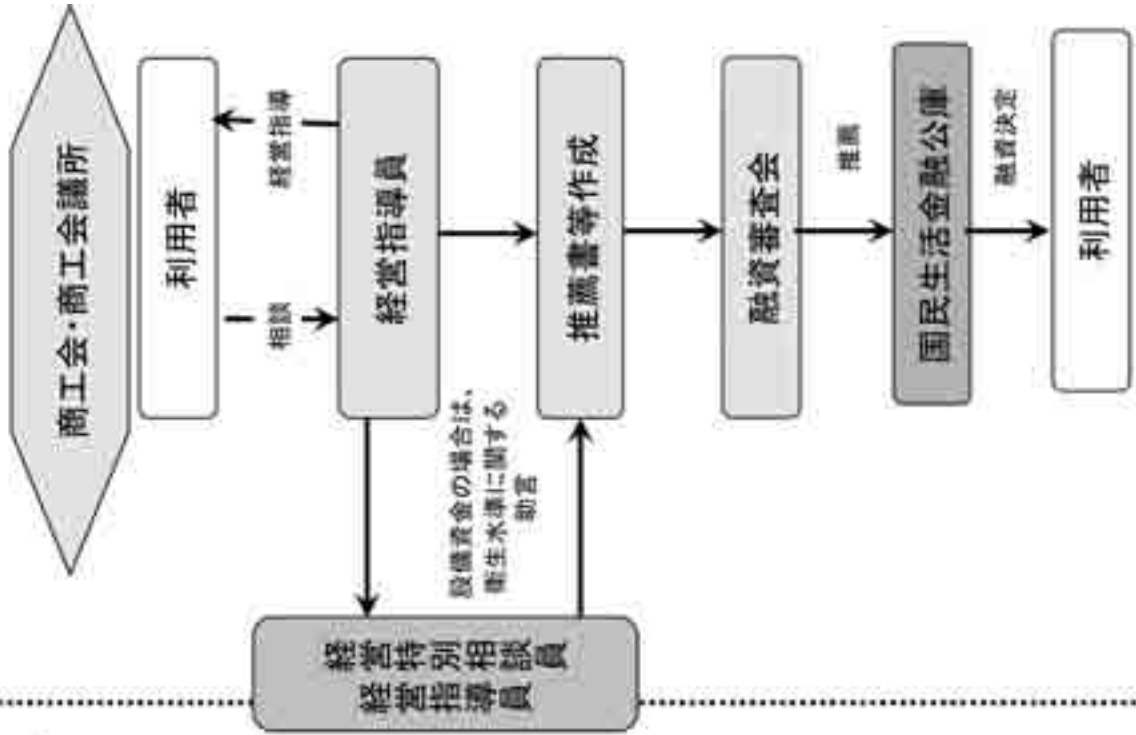 商工会・商工会議所
利用者
相談
経営指導
経営指導員
設備資金の場合は、
衛生水準に関する
助言
経営特別相談員
経営指導員
推薦書等作成
融資審査会
推薦
国民生活金融公庫
融資決定
利用者